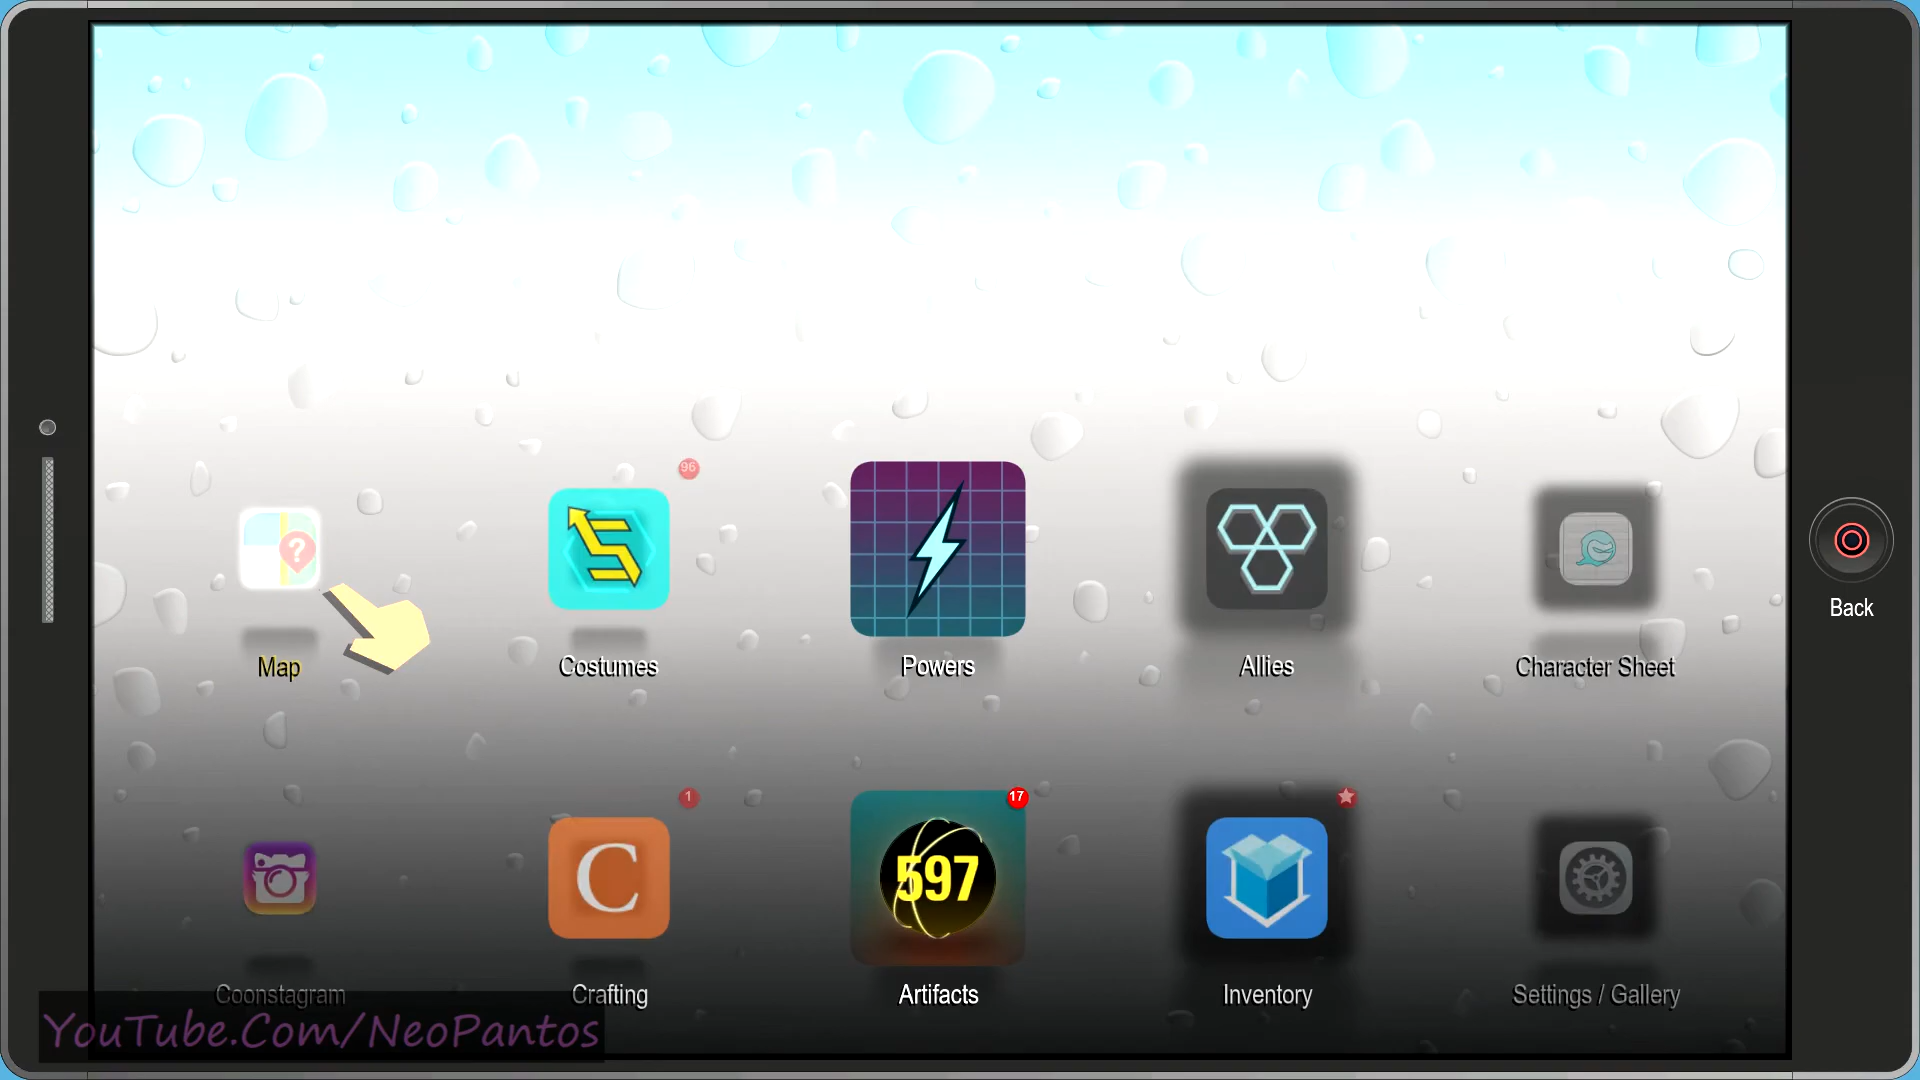 96
?
Map
Costumes
Powers
Allies
Character Sheet
Back
1
17
C
597
Coonstagram
Crafting
Artifacts
Inventory
Settings / Gallery
YouTube.Com/NeoPantos